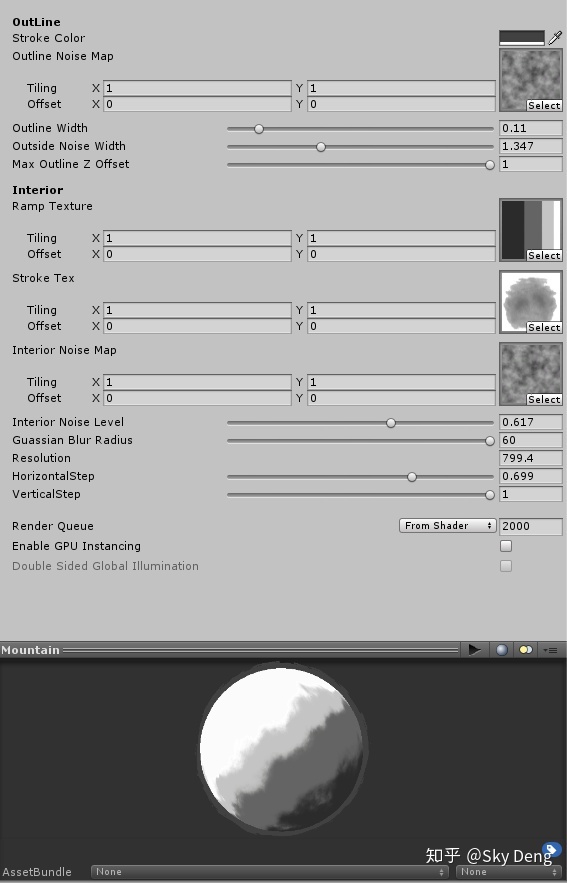 OutLine
Stroke Color
Outline Noise Map
Tiling X 1 Y 1
Offset X 0 Y 0
Select
Outline Width 0.11
Outside Noise Width 1.347
Max Outline Z Offset 1
Interior
Ramp Texture
Tiling X 1 Y 1
Offset X 0 Y 0
Select
Stroke Tex
Tiling X 1 Y 1
Offset X 0 Y 0
Select
Interior Noise Map
Tiling X 1 Y 1
Offset X 0 Y 0
Select
Interior Noise Level 0.617
Guassian Blur Radius 60
Resolution 799.4
HorizontalStep 0.699
VerticalStep 1
Render Queue From Shader 2000
Enable GPU Instancing
Double Sided Global Illumination
Mountain
知乎 @Sky Deng
AssetBundle None None